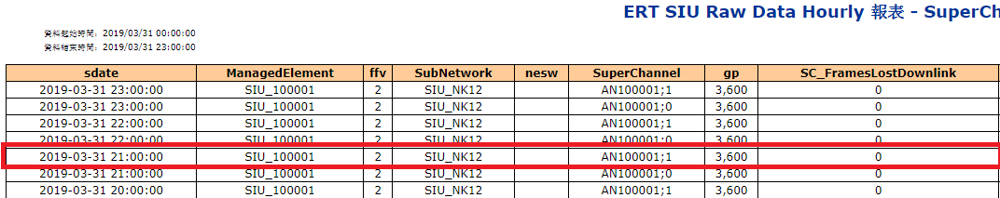 ERT SIU Raw Data Hourly 報表 - SuperCh
資料起始時間: 2019/03/31 00:00:00
資料結束時間: 2019/03/31 23:00:00
sdate ManagedElement ffv SubNetwork nesw SuperChannel gp SC_FramesLostDownlink
2019-03-31 23:00:00 SIU_100001 2 SIU_NK12 AN100001;1 3,600 0
2019-03-31 23:00:00 SIU_100001 2 SIU_NK12 AN100001;0 3,600 0
2019-03-31 22:00:00 SIU_100001 2 SIU_NK12 AN100001;1 3,600 0
2019-03-31 22:00:00 SIU_100001 2 SIU_NK12 AN100001;0 3,600 0
2019-03-31 21:00:00 SIU_100001 2 SIU_NK12 AN100001;1 3,600 0
2019-03-31 21:00:00 SIU_100001 2 SIU_NK12 AN100001;0 3,600 0
2019-03-31 20:00:00 SIU_100001 2 SIU_NK12 AN100001;1 3,600 0